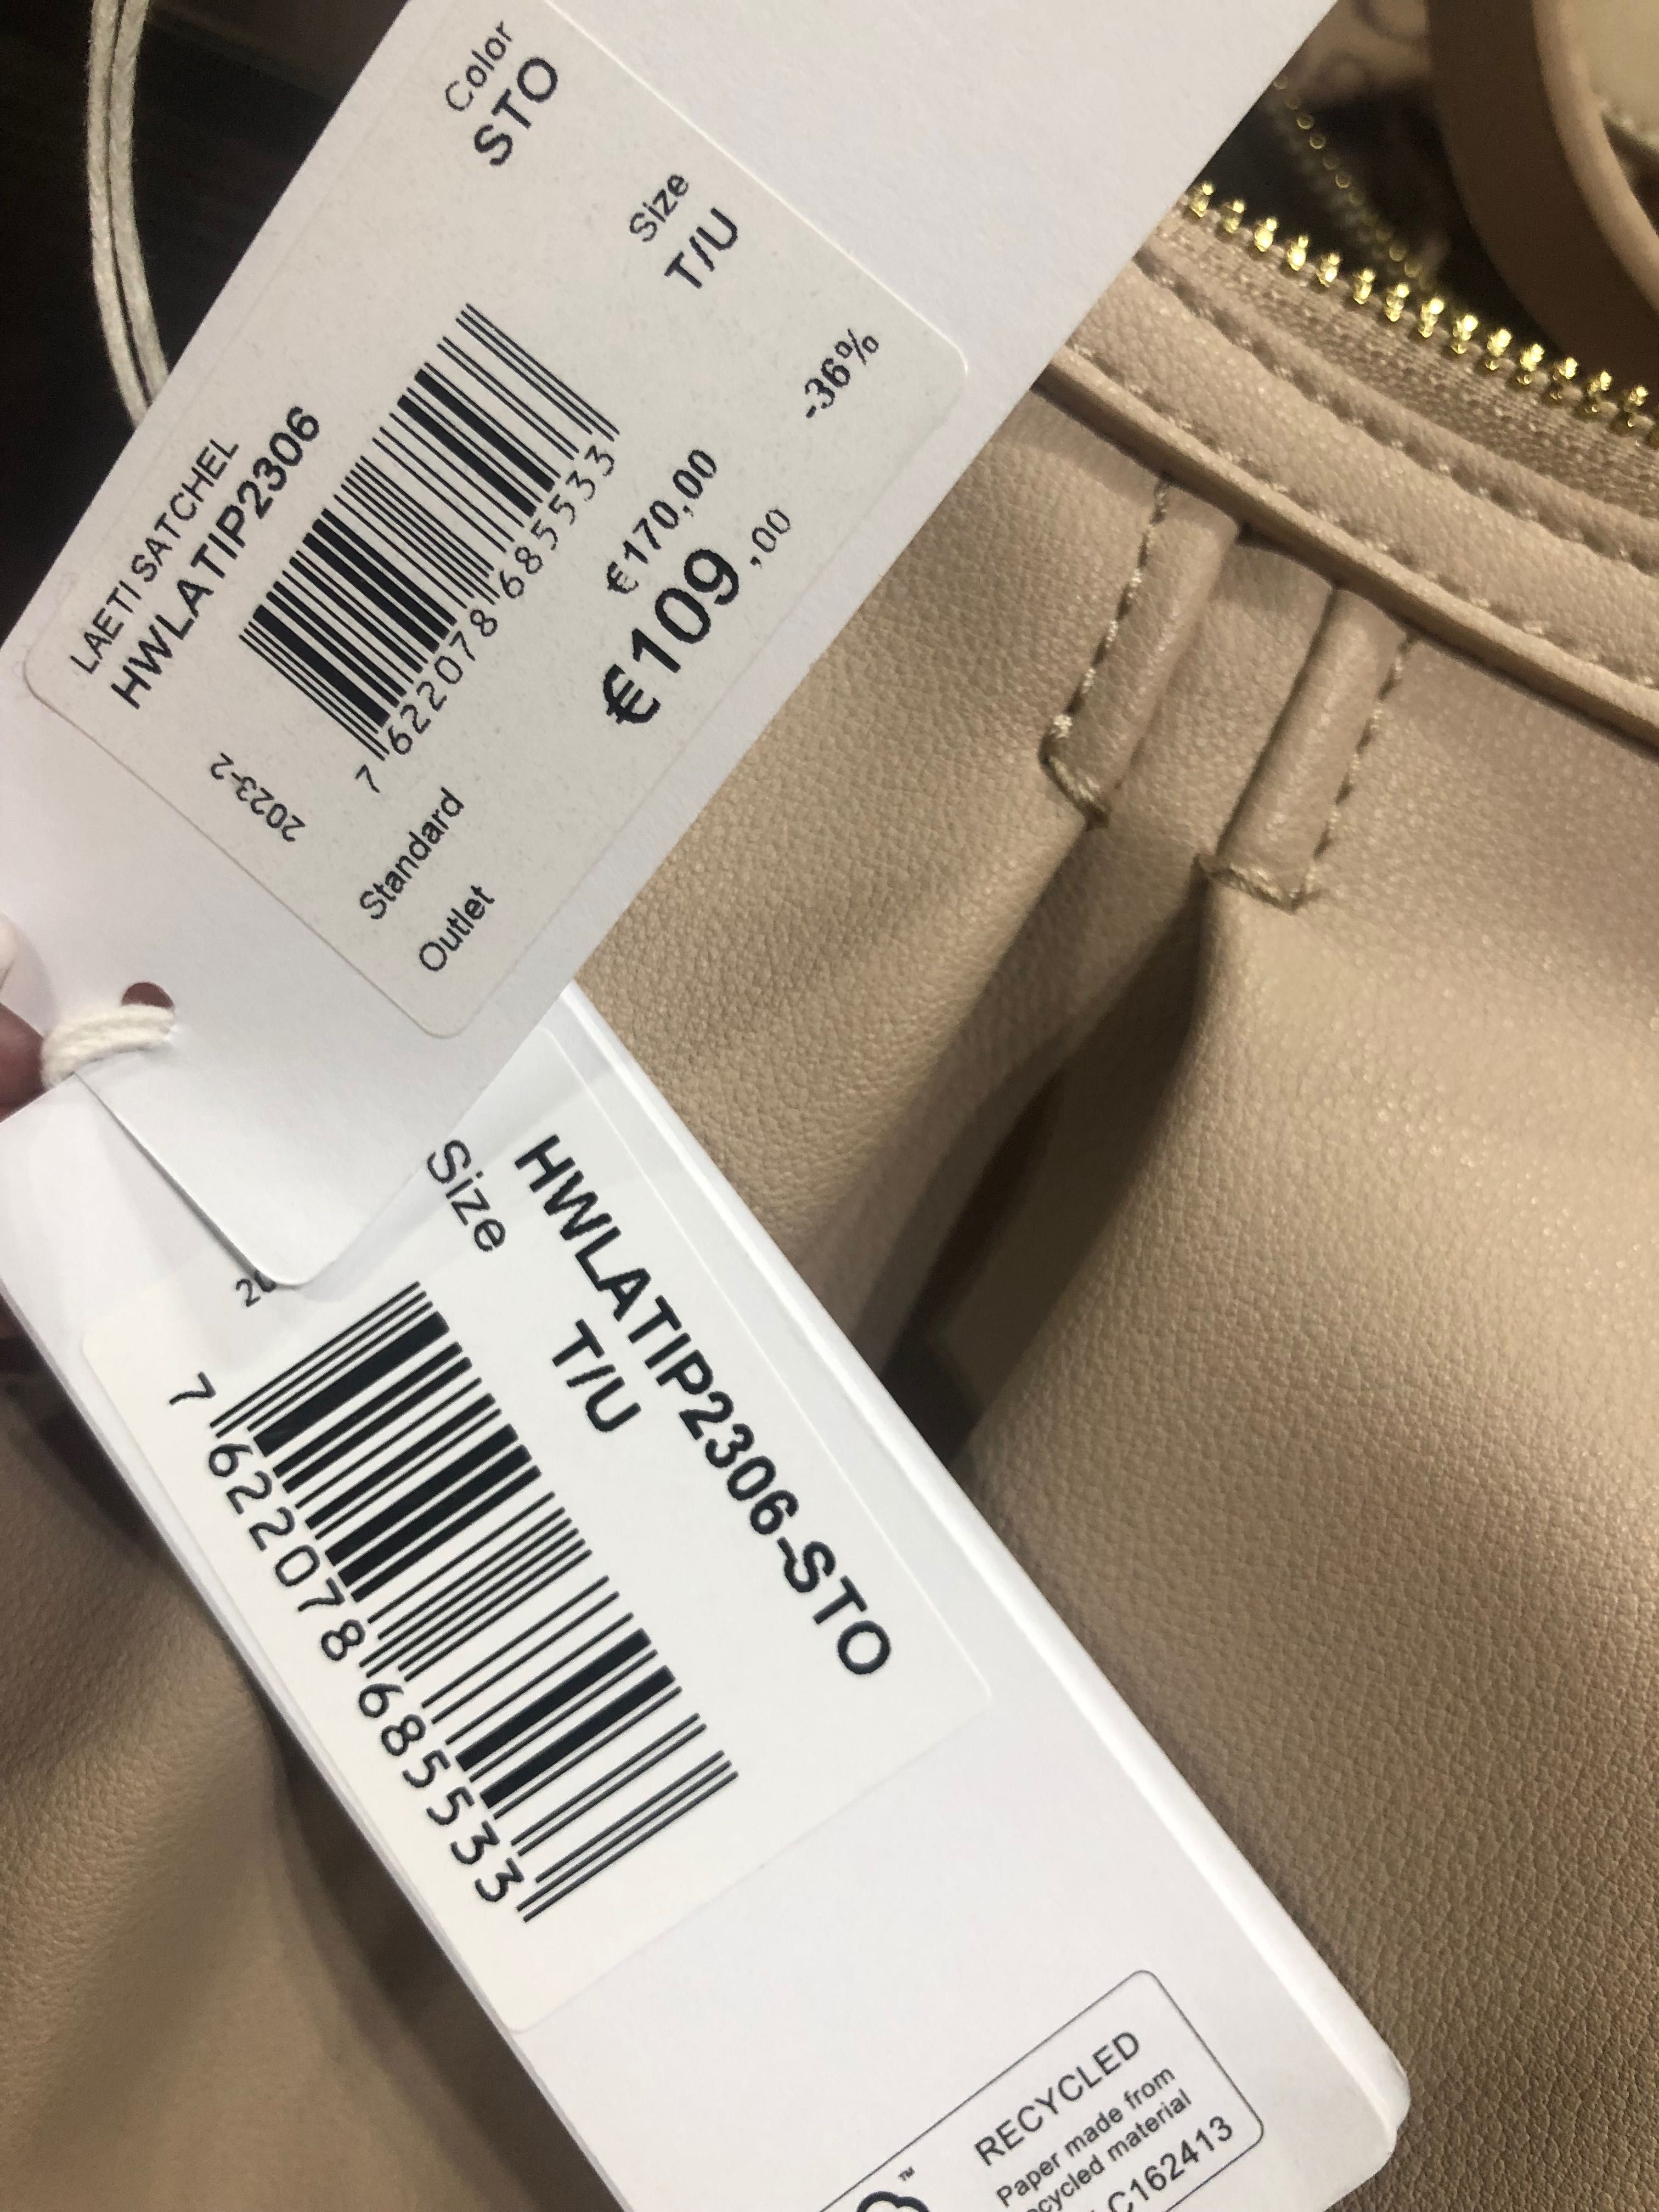 LAETI SATCHEL
HWLATIP2306
Color
STO
Size
T/U
2023-2
7 622078 685533
Standard
Outlet
€170,00
-36%
€109,00
HWLATIP2306-STO
Size T/U
7 622078 685533
RECYCLED
Paper made from
recycled material
C162413